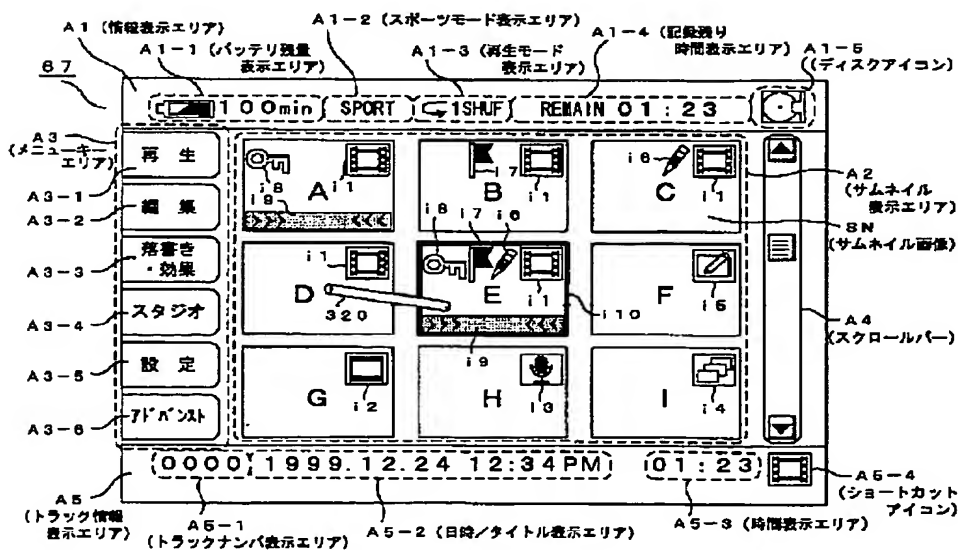 A1 (情報表示エリア)
A1-2 (スポーツモード表示エリア)
A1-1 (バッテリ残量
表示エリア)
A1-3 (再生モード
表示エリア)
A1-4 (記録残り
時間表示エリア)
A1-5
(ディスクアイコン)
67
100min
SPORT
1SHUF
REMAIN 01:23
A3
(メニューキー
エリア)
A3-1
A3-2
A3-3
A3-4
A3-5
A3-6
再生
編集
落書き
・効果
スタジオ
設定
アドバンスト
i8
A
i1
i9
i7
B
i1
i6
C
i1
i1
D
320
i8
i7
i6
E
i1
i9
i10
F
i5
G
i2
H
i3
I
i4
A2
(サムネイル
表示エリア)
SN
(サムネイル画像)
A4
(スクロールバー)
0000
1999.12.24 12:34PM
01:23
A5
(トラック情報
表示エリア)
A5-1
(トラックナンバ表示エリア)
A5-2 (日時/タイトル表示エリア)
A5-3 (時間表示エリア)
A5-4
(ショートカット
アイコン)